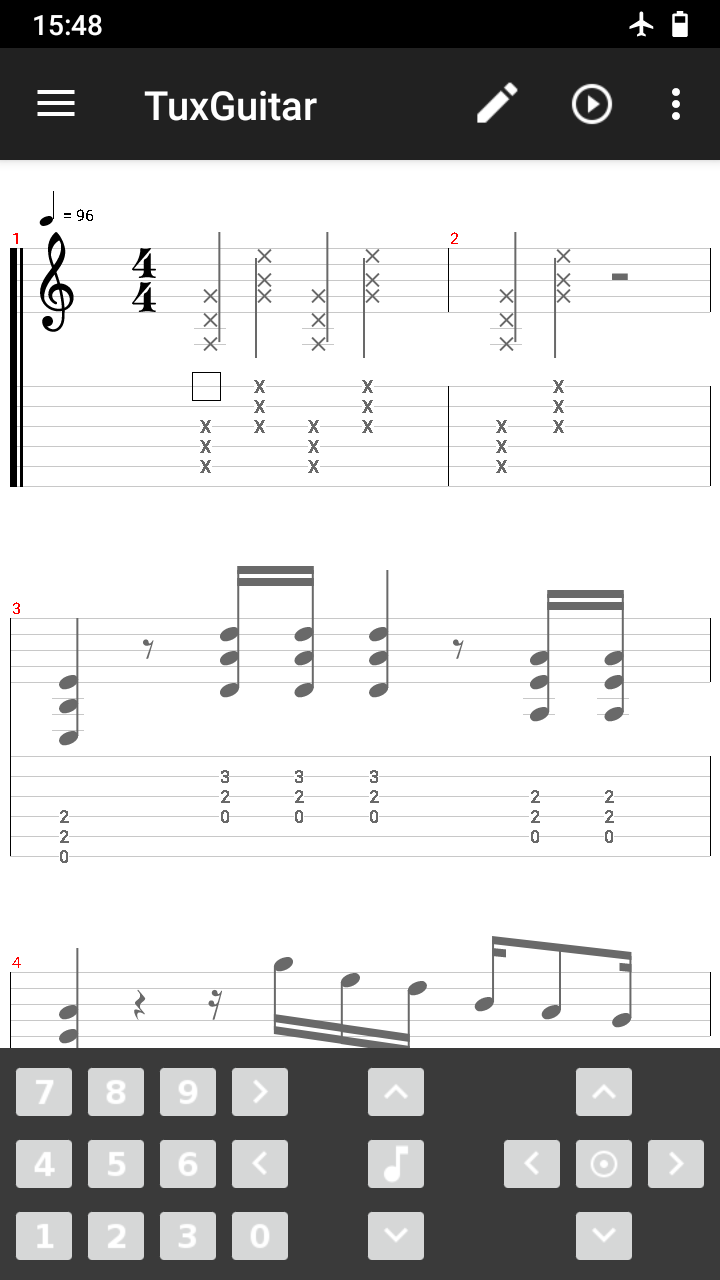 15:48
TuxGuitar
= 96
1
2
4
4
X X X
X X X
X X X X X X
X X X
X X X
3
3 3 3
2 2 2 2 2
2 0 0 0 2 2
2 0 0
0
4
7 8 9
4 5 6
1 2 3 0